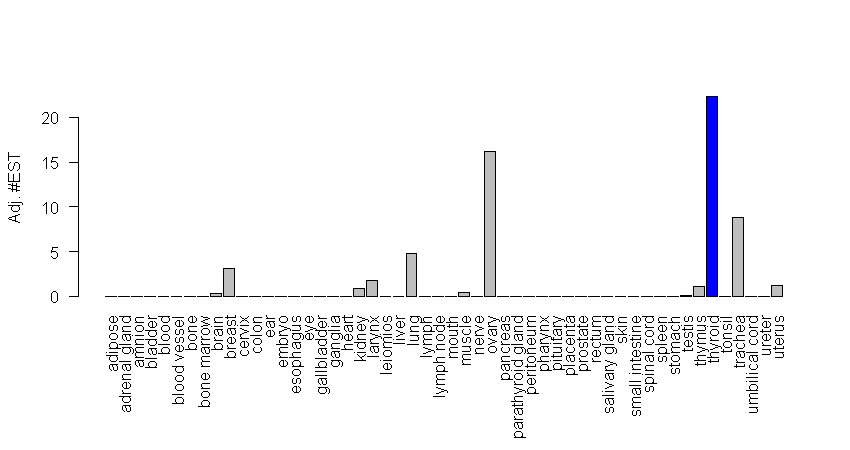 Adj. #EST
20
15
10
5
0
adipose
adrenal gland
amnion
bladder
blood
blood vessel
bone
bone marrow
brain
breast
cervix
colon
ear
embryo
esophagus
eye
gallbladder
ganglia
heart
kidney
larynx
leiomios
liver
lung
lymph
lymph node
mouth
muscle
nerve
ovary
pancreas
parathyroid gland
peritoneum
pharynx
pituitary
placenta
prostate
rectum
salivary gland
skin
small intestine
spinal cord
spleen
stomach
testis
thymus
thyroid
tonsil
trachea
umbilical cord
ureter
uterus